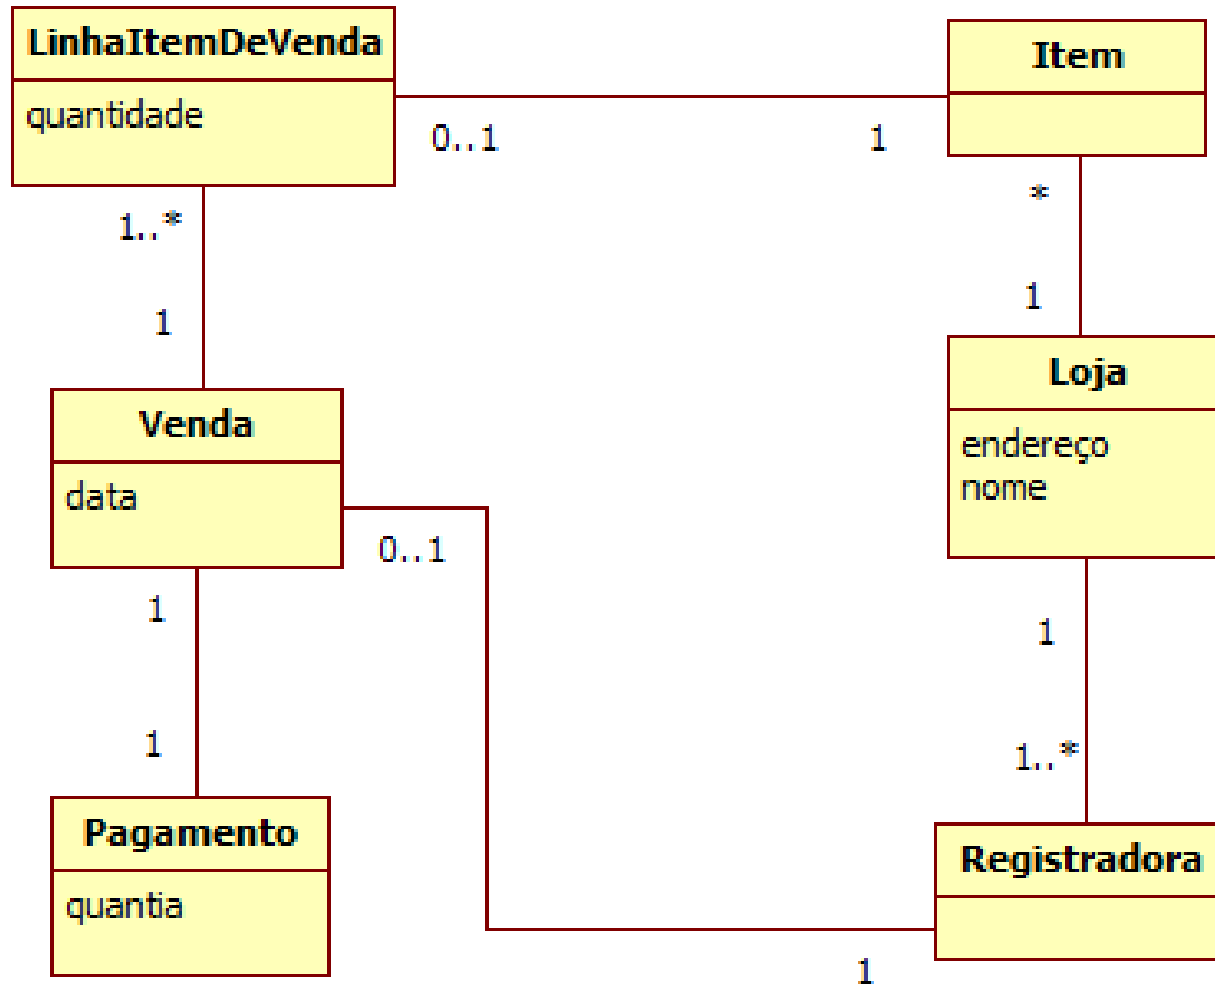 LinhaItemDeVenda
quantidade
Item
0..1
1
1..*
1
*
1
Venda
data
0..1
Loja
endereço
nome
1
1
1
1..*
Pagamento
quantia
Registradora
1